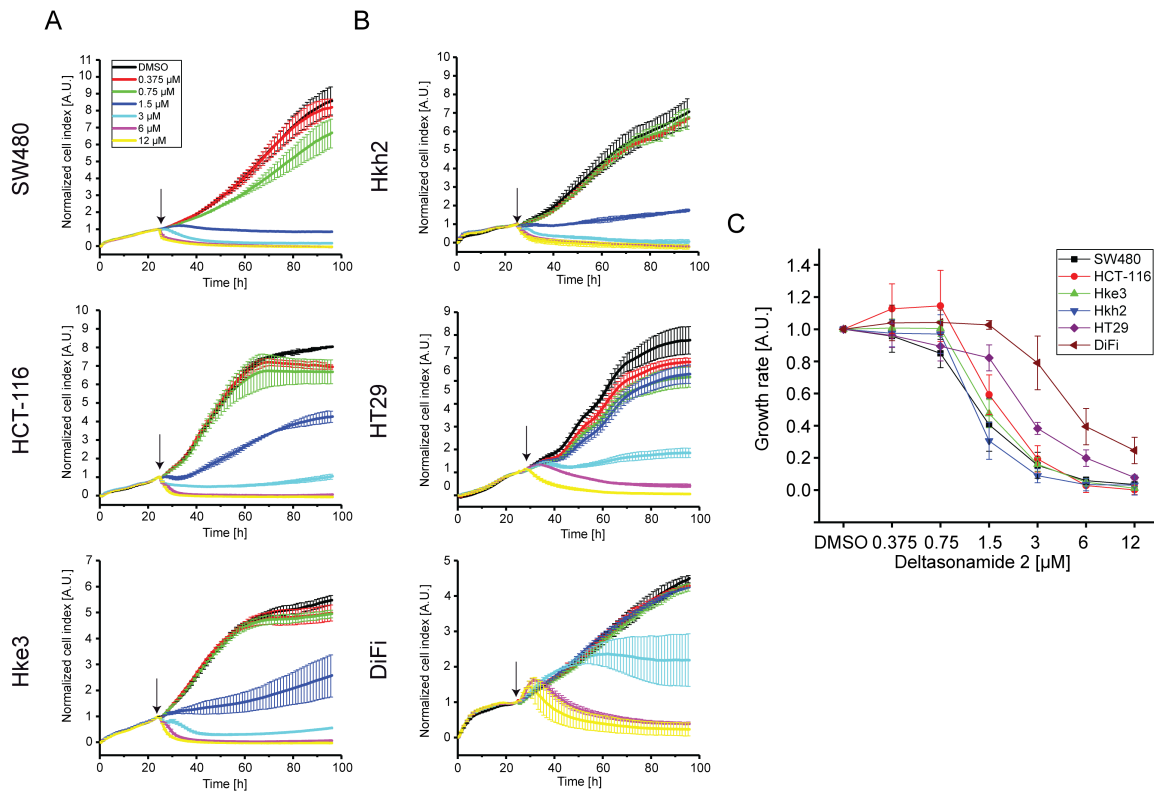 A
B
SW480
Normalized cell index [A.U.]
11
10
9
8
7
6
5
4
3
2
1
0
DMSO
0.375 µM
0.75 µM
1.5 µM
3 µM
6 µM
12 µM
0 20 40 60 80 100
Time [h]
Hkh2
Normalized cell index [A.U.]
10
9
8
7
6
5
4
3
2
1
0
0 20 40 60 80 100
Time [h]
HCT-116
Normalized cell index [A.U.]
10
9
8
7
6
5
4
3
2
1
0
0 20 40 60 80 100
Time [h]
HT29
Normalized cell index [A.U.]
9
8
7
6
5
4
3
2
1
0
0 20 40 60 80 100
Time [h]
Hke3
Normalized cell index [A.U.]
7
6
5
4
3
2
1
0
0 20 40 60 80 100
Time [h]
DiFi
Normalized cell index [A.U.]
5
4
3
2
1
0
0 20 40 60 80 100
Time [h]
C
Growth rate [A.U.]
1.4
1.2
1.0
0.8
0.6
0.4
0.2
0.0
SW480
HCT-116
Hke3
Hkh2
HT29
DiFi
DMSO 0.375 0.75 1.5 3 6 12
Deltasonamide 2 [µM]